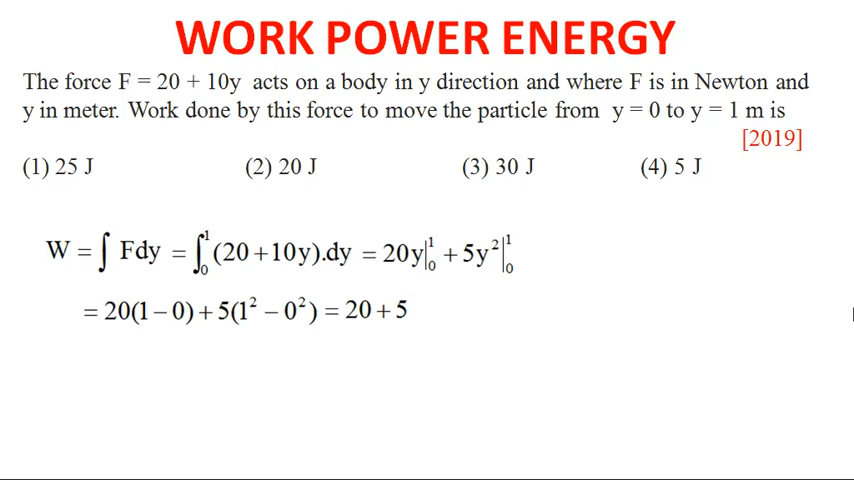 WORK POWER ENERGY
The force F = 20 + 10y acts on a body in y direction and where F is in Newton and
y in meter. Work done by this force to move the particle from y = 0 to y = 1 m is
[2019]
(1) 25 J (2) 20 J (3) 30 J (4) 5 J
W = ∫ Fdy = ∫₀¹ (20 +10y).dy = 20y|₀¹ + 5y²|₀¹
= 20(1 − 0) + 5(1² − 0²) = 20 + 5